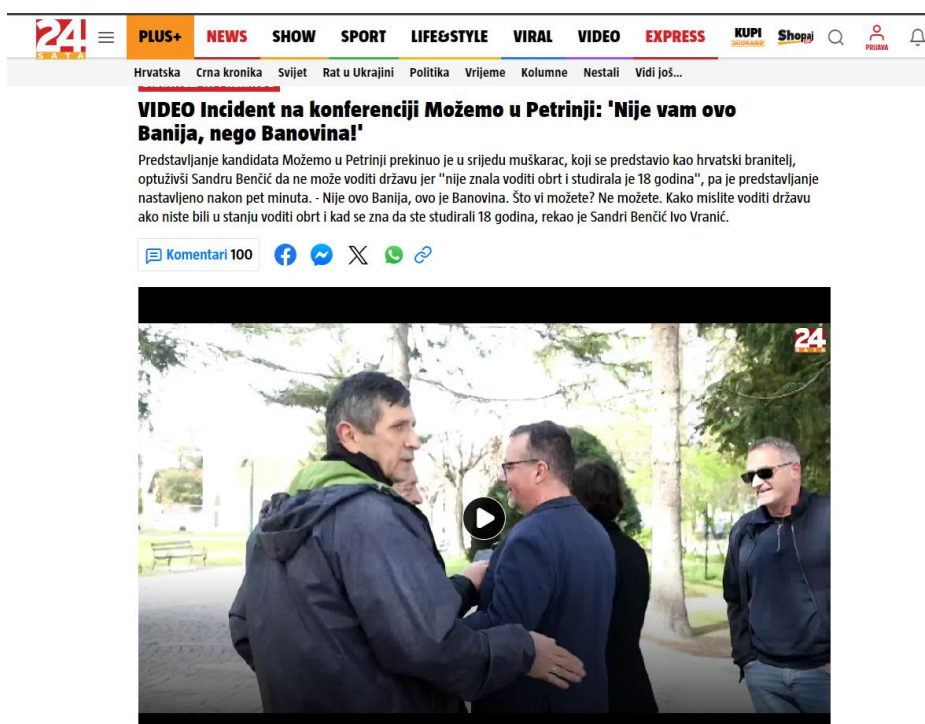 24
SATA
PLUS+ NEWS SHOW SPORT LIFE&STYLE VIRAL VIDEO EXPRESS KUPI Shopaj PRIJAVA
Hrvatska Crna kronika Svijet Rat u Ukrajini Politika Vrijeme Kolumne Nestali Vidi još...
VIDEO Incident na konferenciji Možemo u Petrinji: 'Nije vam ovo
Banija, nego Banovina!'
Predstavljanje kandidata Možemo u Petrinji prekinuo je u srijedu muškarac, koji se predstavio kao hrvatski branitelj,
optuživši Sandru Benčić da ne može voditi državu jer "nije znala voditi obrt i studirala je 18 godina", pa je predstavljanje
nastavljeno nakon pet minuta. - Nije ovo Banija, ovo je Banovina. Što vi možete? Ne možete. Kako mislite voditi državu
ako niste bili u stanju voditi obrt i kad se zna da ste studirali 18 godina, rekao je Sandri Benčić Ivo Vranić.
Komentari 100
24
SATA